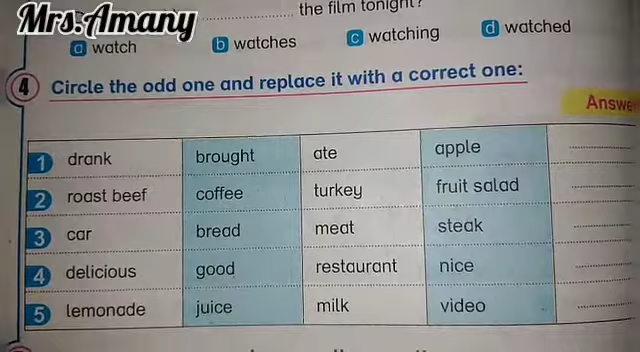 Mrs.Amany
the film tonight?
a watch b watches c watching d watched
4 Circle the odd one and replace it with a correct one:
Answe
1 drank brought ate apple
2 roast beef coffee turkey fruit salad
3 car bread meat steak
4 delicious good restaurant nice
5 lemonade juice milk video